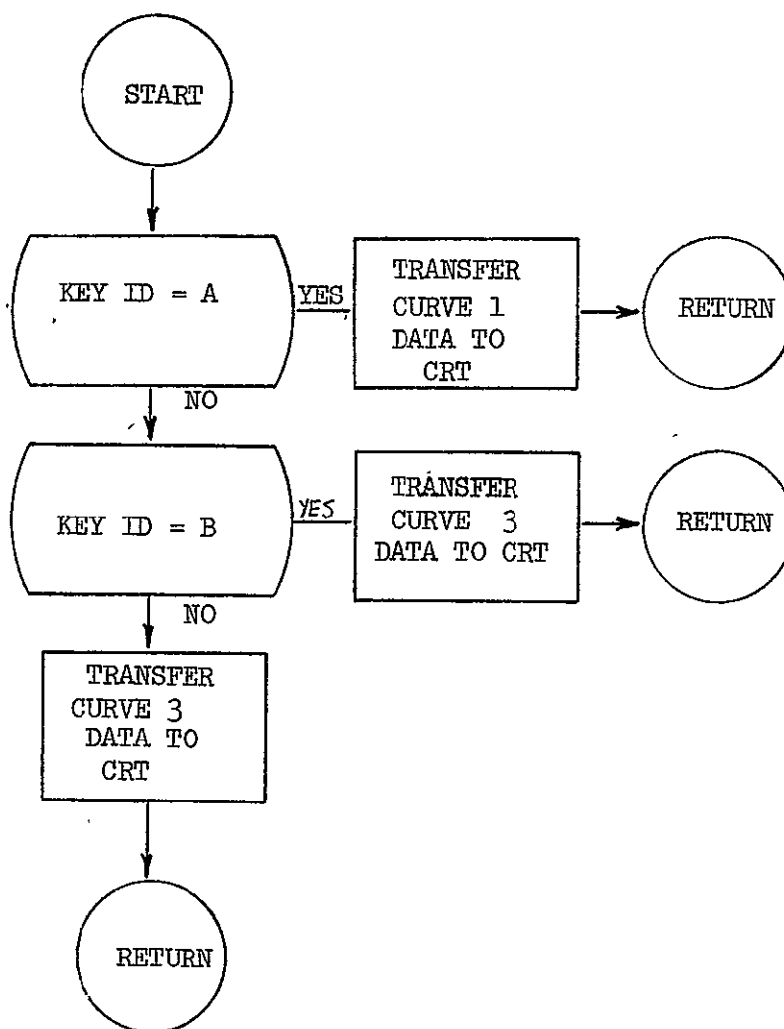 START
KEY ID = A
YES
TRANSFER
CURVE 1
DATA TO
CRT
RETURN
NO
KEY ID = B
YES
TRANSFER
CURVE 3
DATA TO CRT
RETURN
NO
TRANSFER
CURVE 3
DATA TO
CRT
RETURN